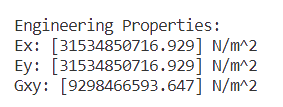 Engineering Properties:
Ex: [31534850716.929] N/m^2
Ey: [31534850716.929] N/m^2
Gxy: [9298466593.647] N/m^2